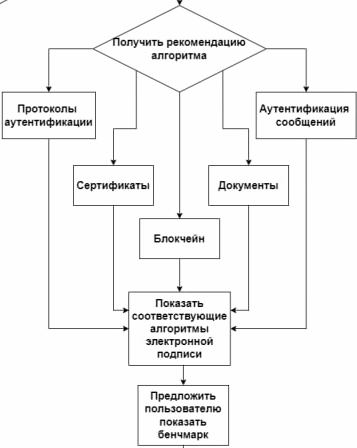 Получить рекомендацию
алгоритма
Протоколы
аутентификации
Аутентификация
сообщений
Сертификаты
Документы
Блокчейн
Показать
соответствующие
алгоритмы
электронной
подписи
Предложить
пользователю
показать
бенчмарк